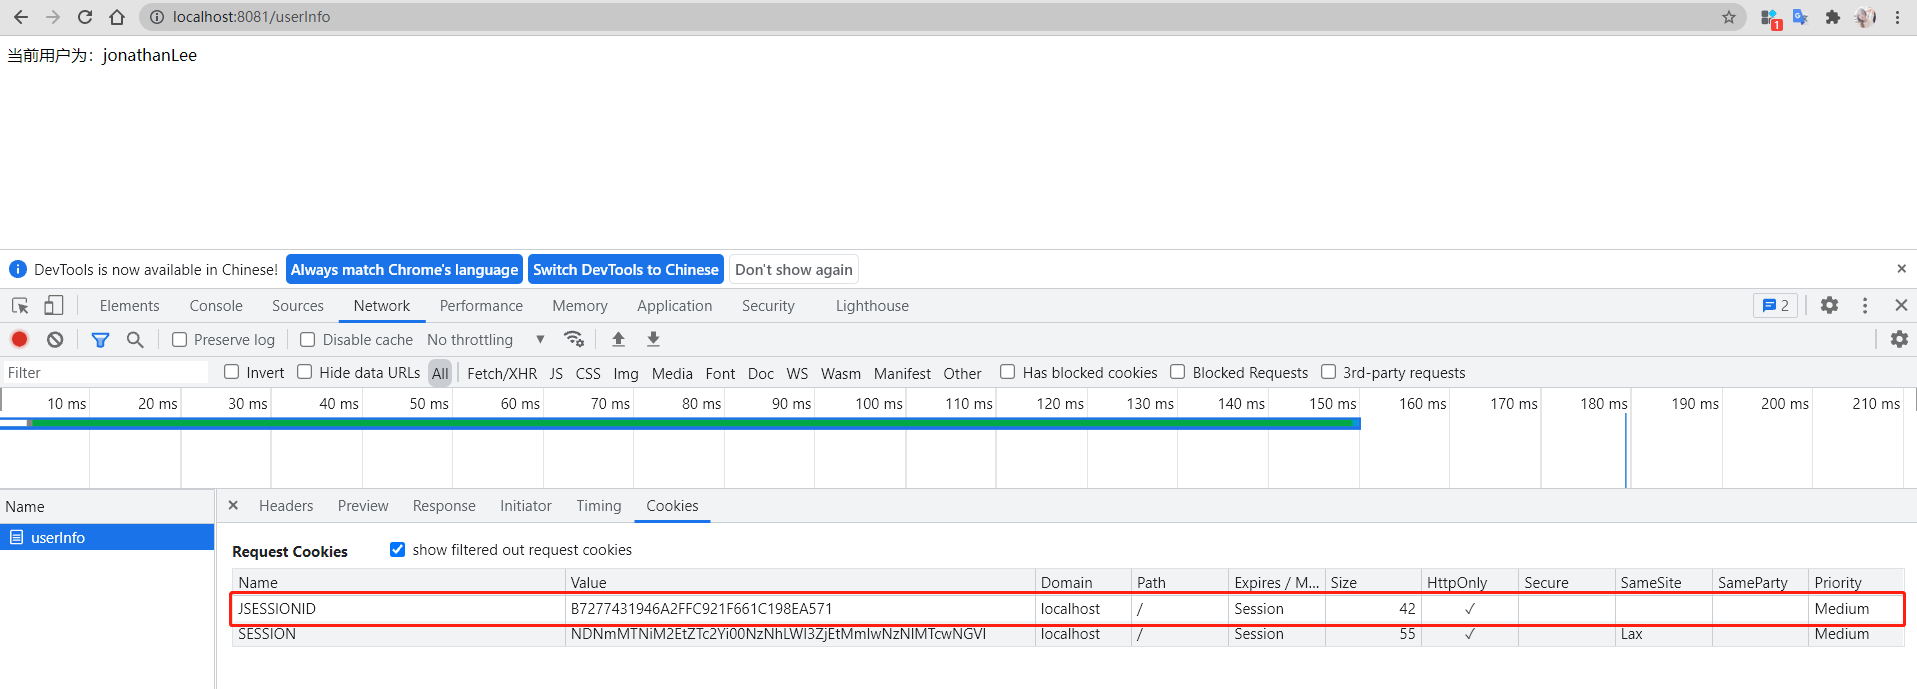 localhost:8081/userInfo
1
当前用户为：jonathanLee
DevTools is now available in Chinese! Always match Chrome's language Switch DevTools to Chinese Don't show again
Elements Console Sources Network Performance Memory Application Security Lighthouse 2
Preserve log Disable cache No throttling
Filter Invert Hide data URLs All Fetch/XHR JS CSS Img Media Font Doc WS Wasm Manifest Other Has blocked cookies Blocked Requests 3rd-party requests
10 ms 20 ms 30 ms 40 ms 50 ms 60 ms 70 ms 80 ms 90 ms 100 ms 110 ms 120 ms 130 ms 140 ms 150 ms 160 ms 170 ms 180 ms 190 ms 200 ms 210 ms
Name Headers Preview Response Initiator Timing Cookies
userInfo
Request Cookies show filtered out request cookies
Name Value Domain Path Expires / M... Size HttpOnly Secure SameSite SameParty Priority
JSESSIONID B7277431946A2FFC921F661C198EA571 localhost / Session 42 ✓ Medium
SESSION localhost / Session 55 ✓ Lax Medium